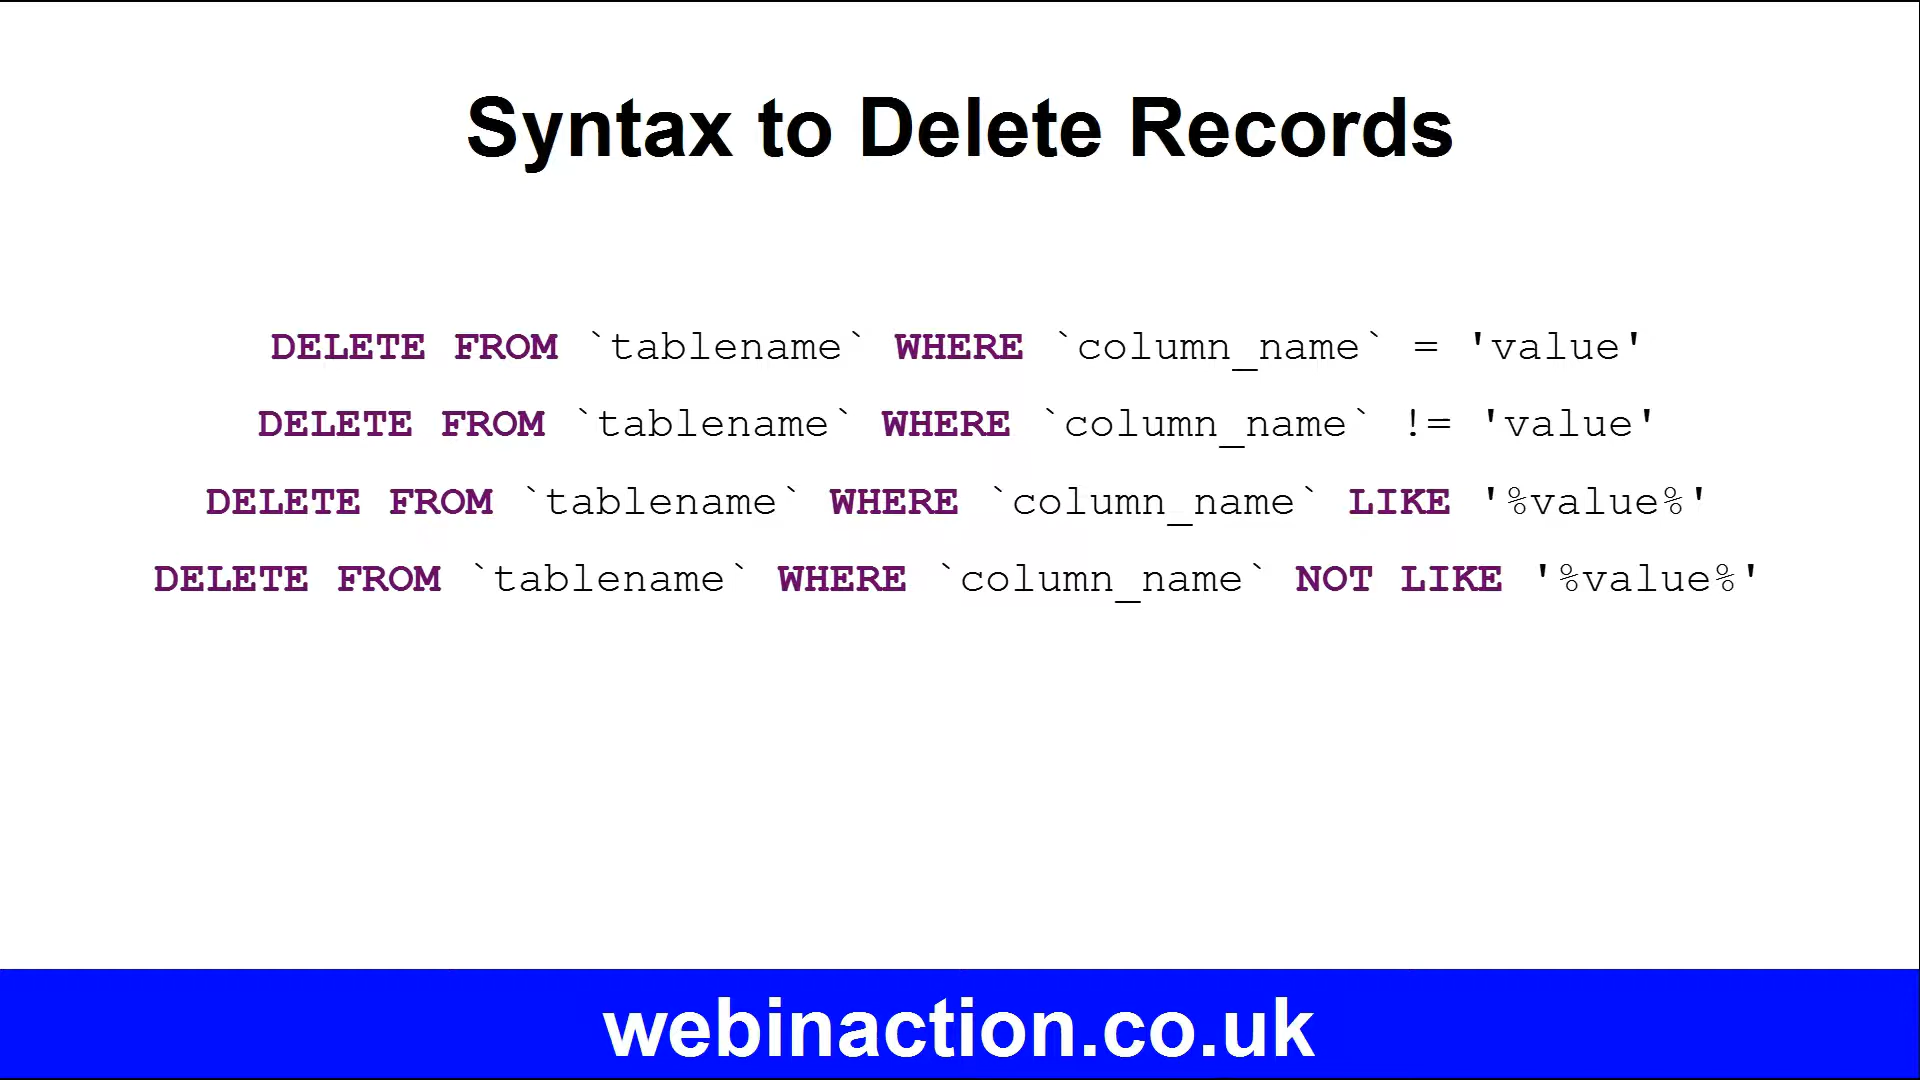 Syntax to Delete Records
DELETE FROM `tablename` WHERE `column_name` = 'value'
DELETE FROM `tablename` WHERE `column_name` != 'value'
DELETE FROM `tablename` WHERE `column_name` LIKE '%value%'
DELETE FROM `tablename` WHERE `column_name` NOT LIKE '%value%'
webinaction.co.uk